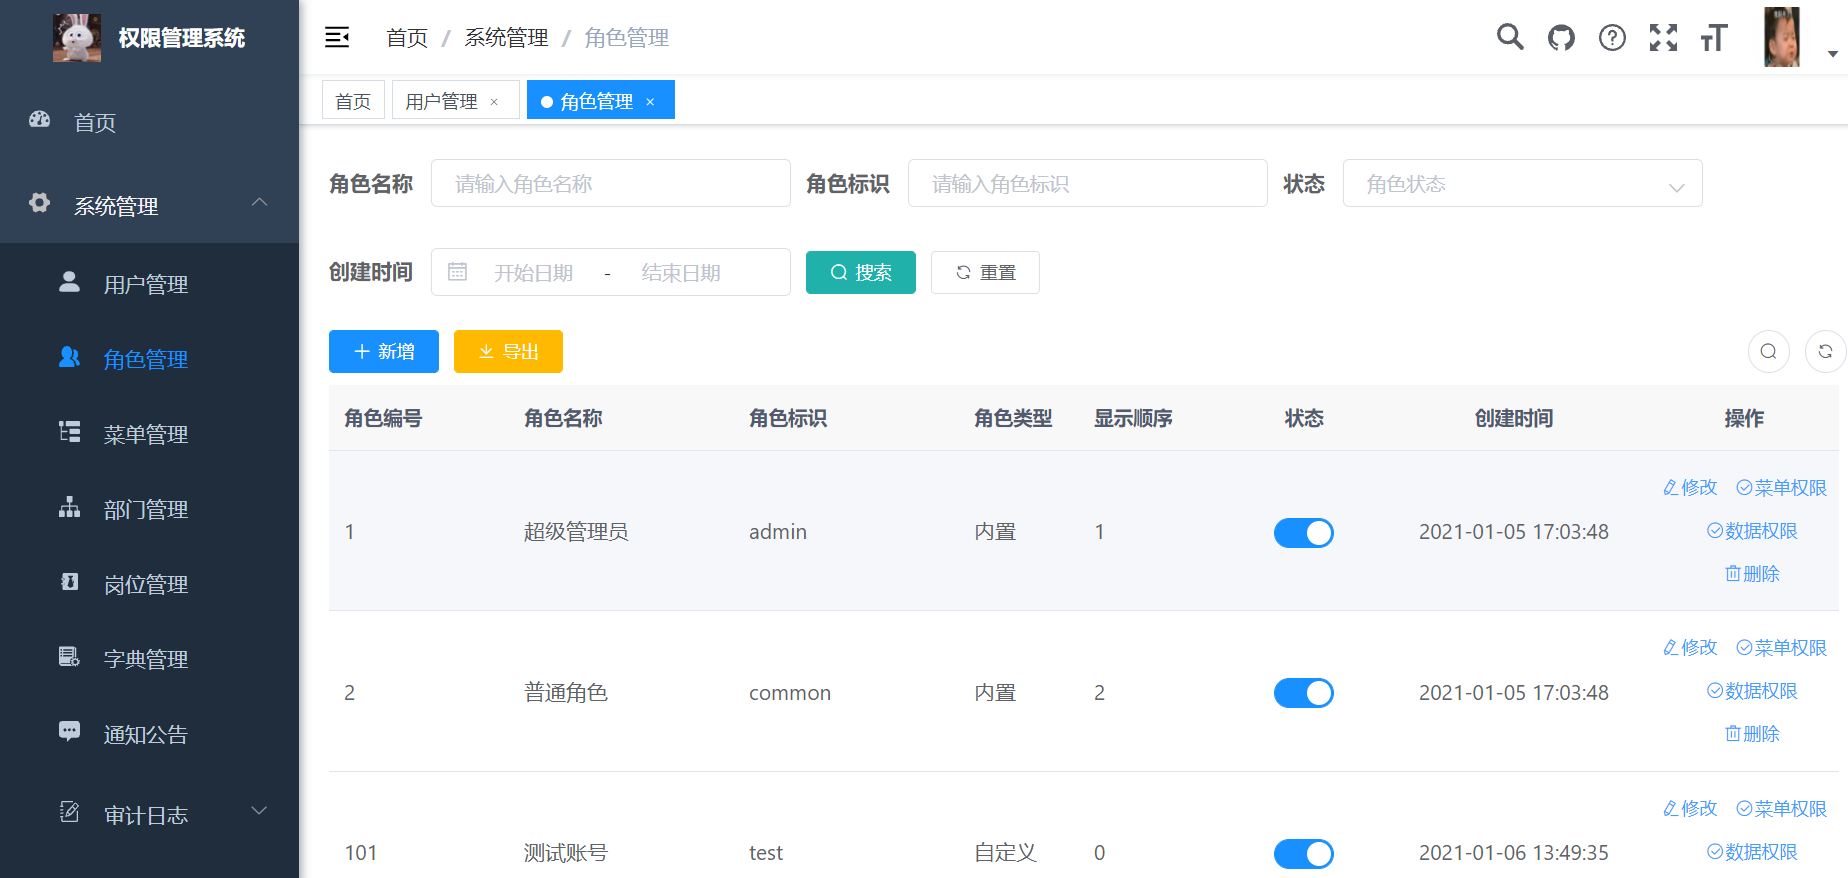 权限管理系统
首页
系统管理
用户管理
角色管理
菜单管理
部门管理
岗位管理
字典管理
通知公告
审计日志
首页 / 系统管理 / 角色管理
首页 用户管理 × 角色管理 ×
角色名称 请输入角色名称 角色标识 请输入角色标识 状态 角色状态
创建时间 开始日期 - 结束日期 搜索 重置
新增 导出
角色编号 角色名称 角色标识 角色类型 显示顺序 状态 创建时间 操作
1 超级管理员 admin 内置 1 2021-01-05 17:03:48 修改 菜单权限
数据权限
删除
2 普通角色 common 内置 2 2021-01-05 17:03:48 修改 菜单权限
数据权限
删除
101 测试账号 test 自定义 0 2021-01-06 13:49:35 修改 菜单权限
数据权限